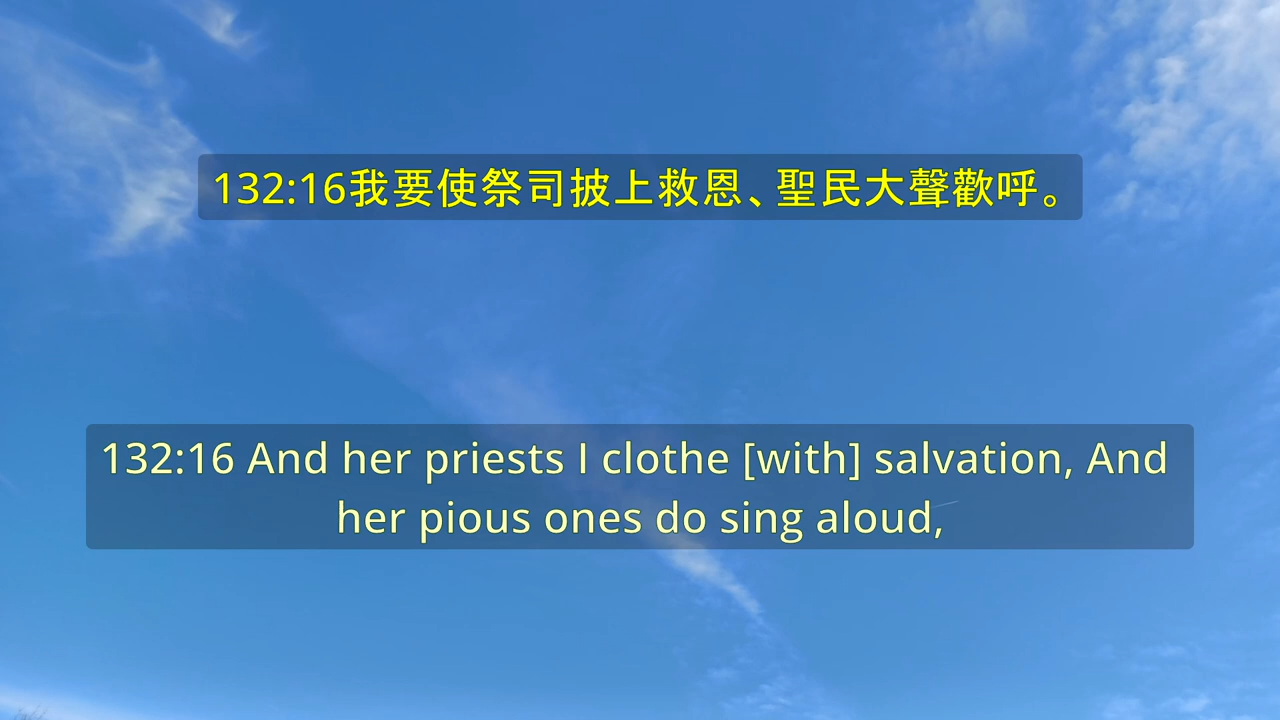 132:16我要使祭司披上救恩、聖民大聲歡呼。
132:16 And her priests I clothe [with] salvation, And
her pious ones do sing aloud,